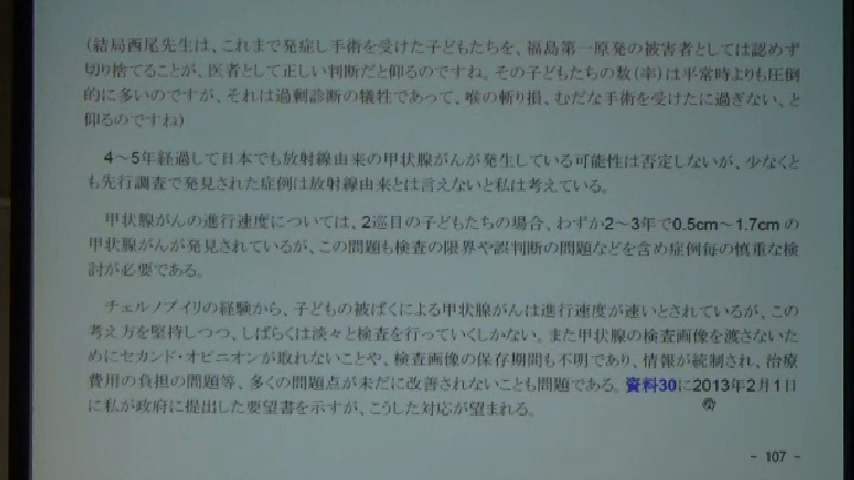 (結局西尾先生は、これまで発症し手術を受けた子どもたちを、福島第一原発の被害者としては認めず
切り捨てることが、医者として正しい判断だと仰るのですね。その子どもたちの数(率)は平常時よりも圧倒
的に多いのですが、それは過剰診断の犠牲であって、喉の斬り損、むだな手術を受けたに過ぎない、と
仰るのですね)
4～5年経過して日本でも放射線由来の甲状腺がんが発生している可能性は否定しないが、少なくと
も先行調査で発見された症例は放射線由来とは言えないと私は考えている。
甲状腺がんの進行速度については、2巡目の子どもたちの場合、わずか2～3年で0.5cm～1.7cm の
甲状腺がんが発見されているが、この問題も検査の限界や誤判断の問題などを含め症例毎の慎重な検
討が必要である。
チェルノブイリの経験から、子どもの被ばくによる甲状腺がんは進行速度が速いとされているが、この
考え方を堅持しつつ、しばらくは淡々と検査を行っていくしかない。また甲状腺の検査画像を渡さないた
めにセカンド・オピニオンが取れないことや、検査画像の保存期間も不明であり、情報が統制され、治療
費用の負担の問題等、多くの問題点が未だに改善されないことも問題である。資料30に2013年2月1日
に私が政府に提出した要望書を示すが、こうした対応が望まれる。
- 107 -